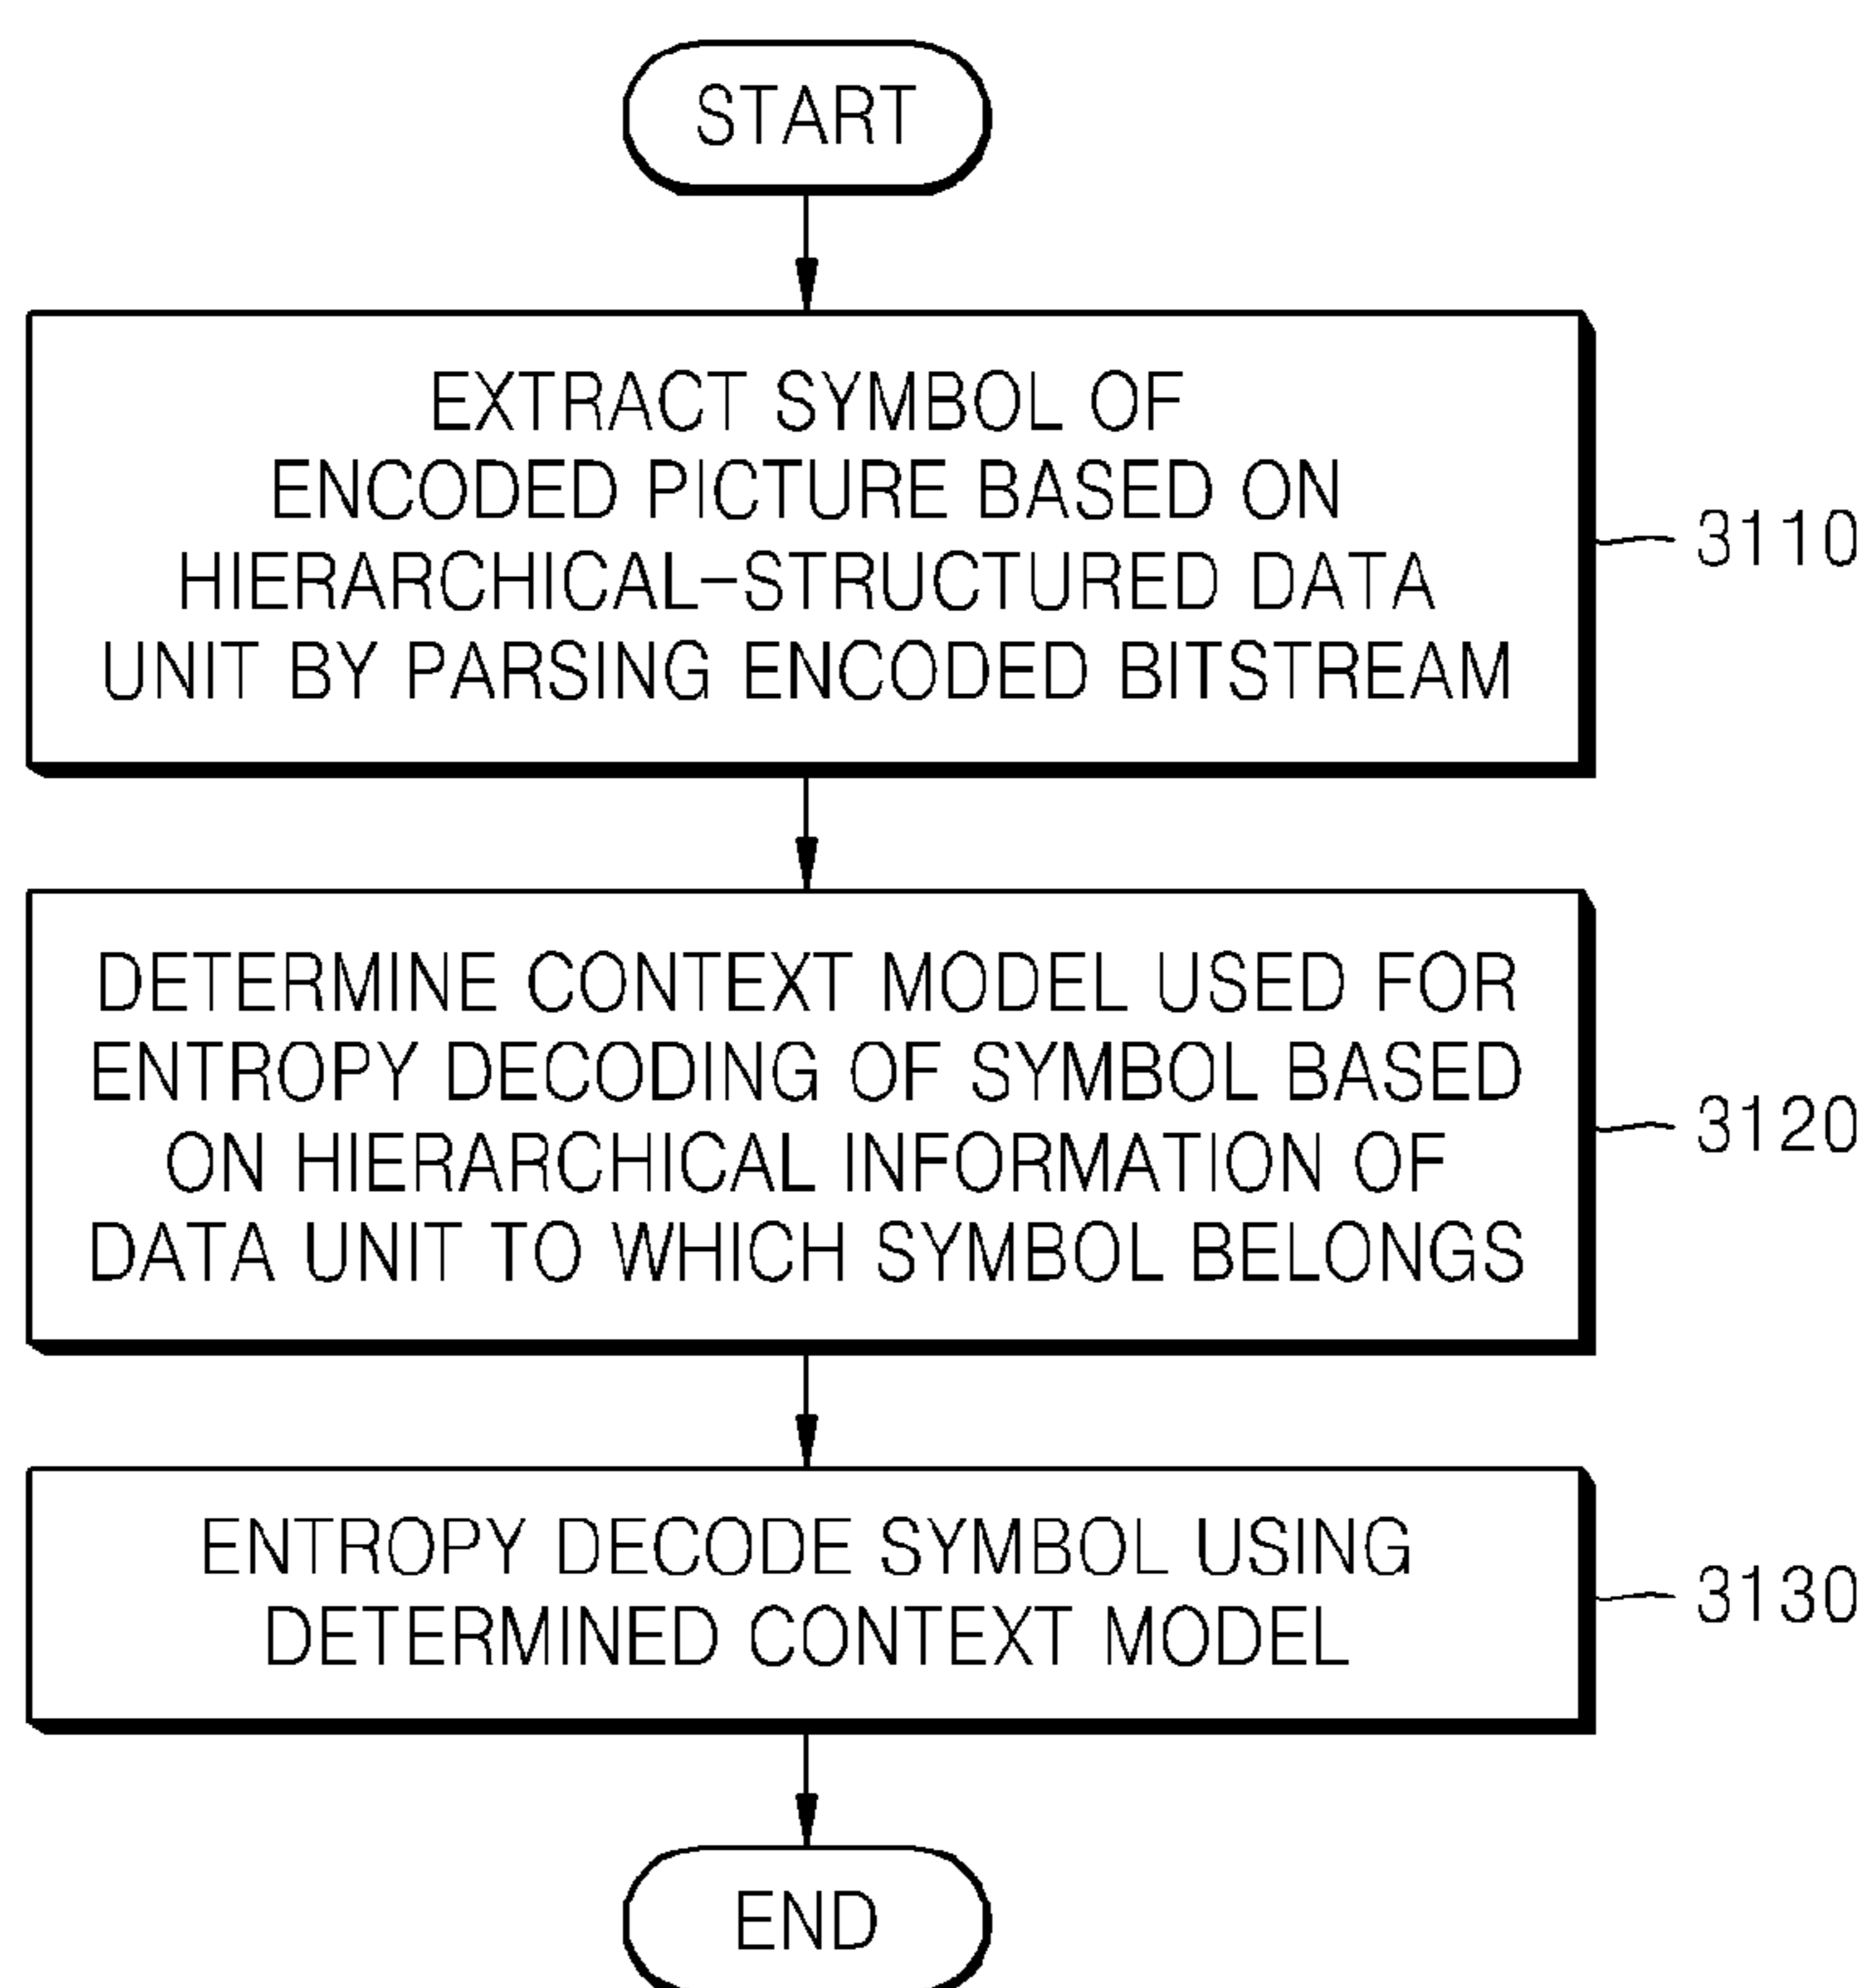 START
EXTRACT SYMBOL OF
ENCODED PICTURE BASED ON
HIERARCHICAL-STRUCTURED DATA
UNIT BY PARSING ENCODED BITSTREAM
3110
DETERMINE CONTEXT MODEL USED FOR
ENTROPY DECODING OF SYMBOL BASED
ON HIERARCHICAL INFORMATION OF
DATA UNIT TO WHICH SYMBOL BELONGS
3120
ENTROPY DECODE SYMBOL USING
DETERMINED CONTEXT MODEL
3130
END